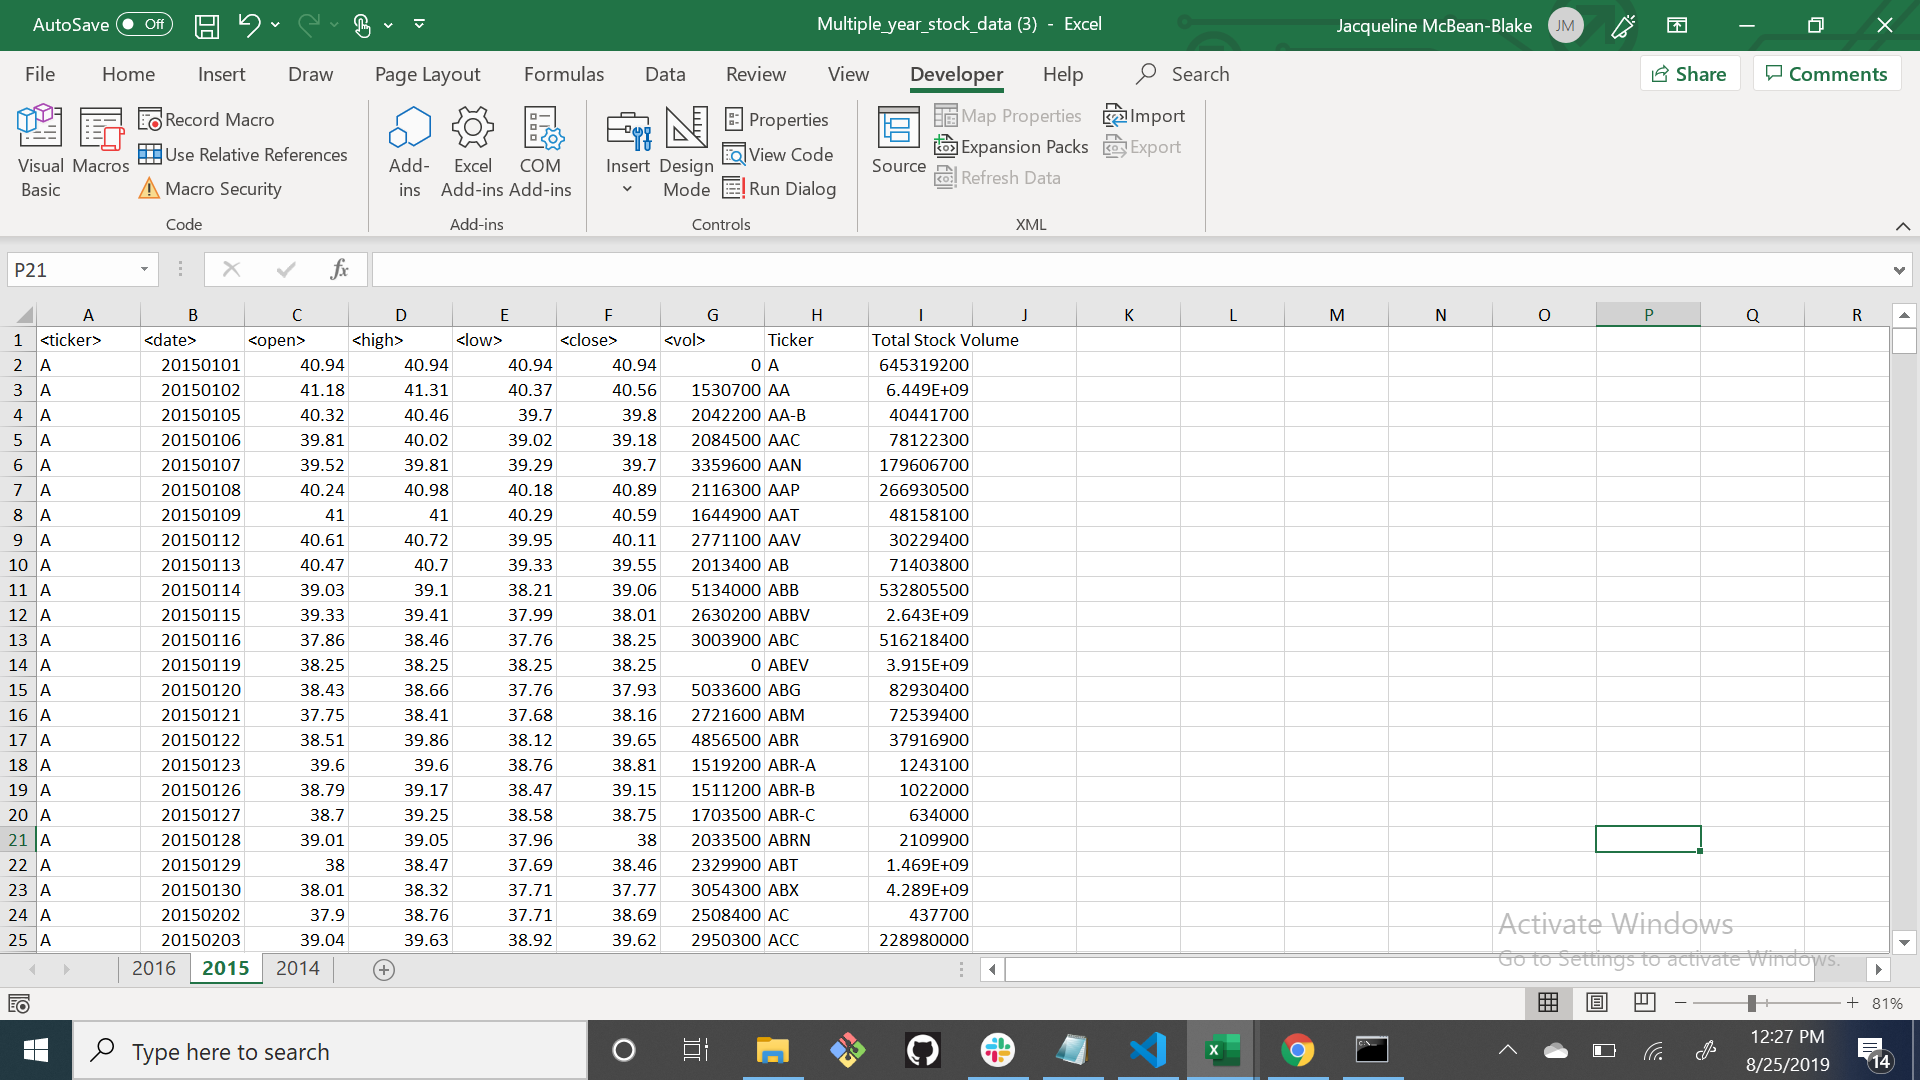 AutoSave Off Multiple_year_stock_data (3) - Excel Jacqueline McBean-Blake JM
File Home Insert Draw Page Layout Formulas Data Review View Developer Help Search Share Comments
Visual Basic
Macros
Record Macro
Use Relative References
Macro Security
Code
Add-ins
Excel Add-ins
COM Add-ins
Add-ins
Insert
Design Mode
Properties
View Code
Run Dialog
Controls
Source
Map Properties
Expansion Packs
Refresh Data
Import
Export
XML
P21 fx
A B C D E F G H I J K L M N O P Q R
1 <ticker> <date> <open> <high> <low> <close> <vol> Ticker Total Stock Volume
2 A 20150101 40.94 40.94 40.94 40.94 0 A 645319200
3 A 20150102 41.18 41.31 40.37 40.56 1530700 AA 6.449E+09
4 A 20150105 40.32 40.46 39.7 39.8 2042200 AA-B 40441700
5 A 20150106 39.81 40.02 39.02 39.18 2084500 AAC 78122300
6 A 20150107 39.52 39.81 39.29 39.7 3359600 AAN 179606700
7 A 20150108 40.24 40.98 40.18 40.89 2116300 AAP 266930500
8 A 20150109 41 41 40.29 40.59 1644900 AAT 48158100
9 A 20150112 40.61 40.72 39.95 40.11 2771100 AAV 30229400
10 A 20150113 40.47 40.7 39.33 39.55 2013400 AB 71403800
11 A 20150114 39.03 39.1 38.21 39.06 5134000 ABB 532805500
12 A 20150115 39.33 39.41 37.99 38.01 2630200 ABBV 2.643E+09
13 A 20150116 37.86 38.46 37.76 38.25 3003900 ABC 516218400
14 A 20150119 38.25 38.25 38.25 38.25 0 ABEV 3.915E+09
15 A 20150120 38.43 38.66 37.76 37.93 5033600 ABG 82930400
16 A 20150121 37.75 38.41 37.68 38.16 2721600 ABM 72539400
17 A 20150122 38.51 39.86 38.12 39.65 4856500 ABR 37916900
18 A 20150123 39.6 39.6 38.76 38.81 1519200 ABR-A 1243100
19 A 20150126 38.79 39.17 38.47 39.15 1511200 ABR-B 1022000
20 A 20150127 38.7 39.25 38.58 38.75 1703500 ABR-C 634000
21 A 20150128 39.01 39.05 37.96 38 2033500 ABRN 2109900
22 A 20150129 38 38.47 37.69 38.46 2329900 ABT 1.469E+09
23 A 20150130 38.01 38.32 37.71 37.77 3054300 ABX 4.289E+09
24 A 20150202 37.9 38.76 37.71 38.69 2508400 AC 437700
25 A 20150203 39.04 39.63 38.92 39.62 2950300 ACC 228980000
Activate Windows
Go to Settings to activate Windows.
2016 2015 2014
81%
Type here to search
12:27 PM
8/25/2019
14